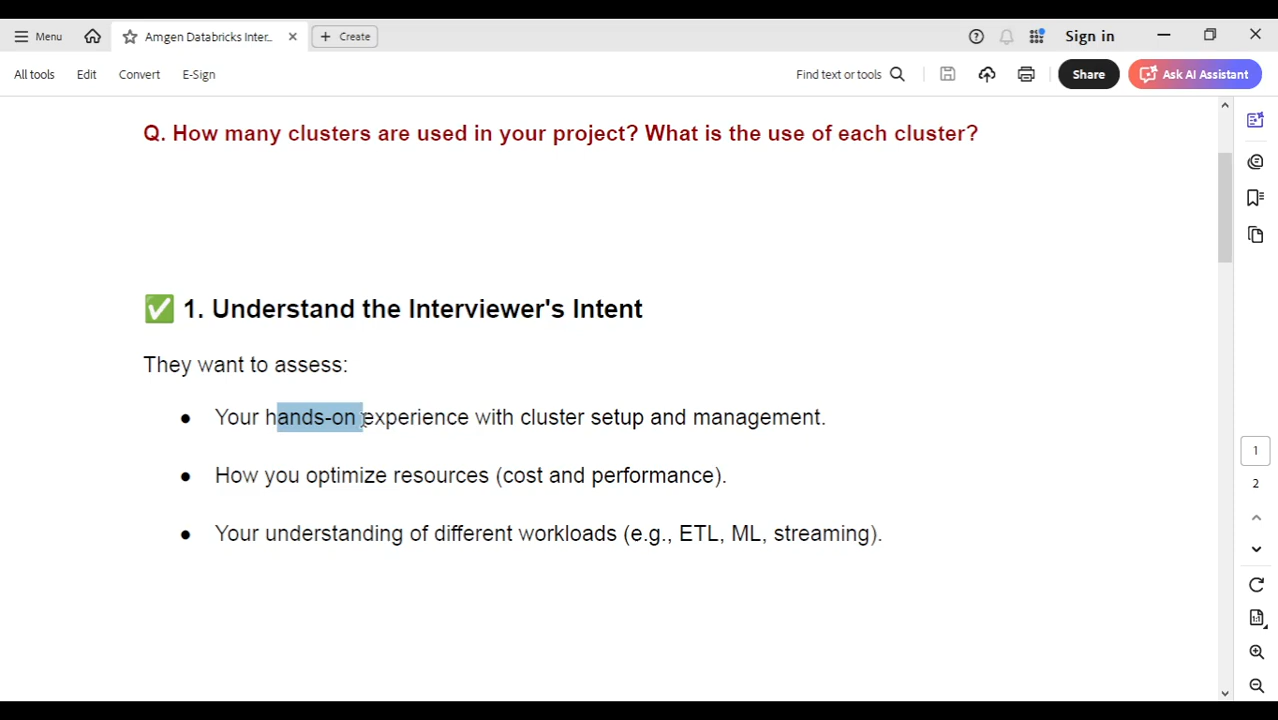 Menu
Amgen Databricks Inter...
Create
Sign in
All tools
Edit
Convert
E-Sign
Find text or tools
Share
Ask AI Assistant
Q. How many clusters are used in your project? What is the use of each cluster?
✅ 1. Understand the Interviewer's Intent
They want to assess:
● Your hands-on experience with cluster setup and management.
● How you optimize resources (cost and performance).
● Your understanding of different workloads (e.g., ETL, ML, streaming).
1
2
1:1